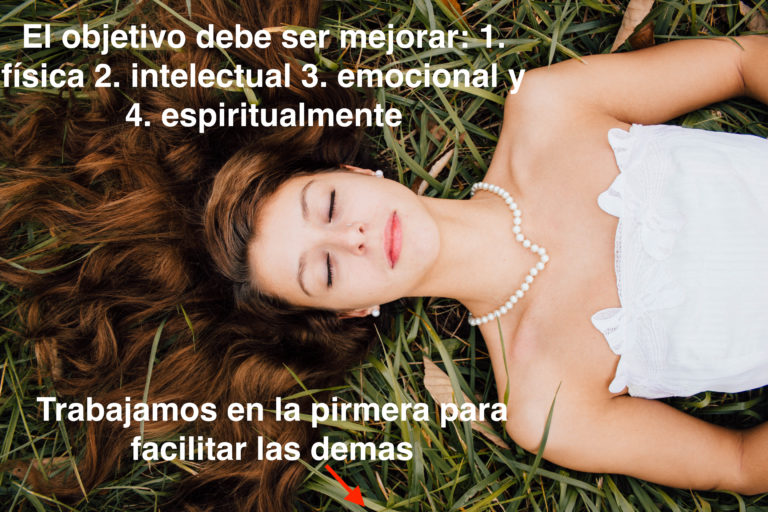 El objetivo debe ser mejorar: 1.
física 2. intelectual 3. emocional y
4. espiritualmente
Trabajamos en la pirmera para
facilitar las demas